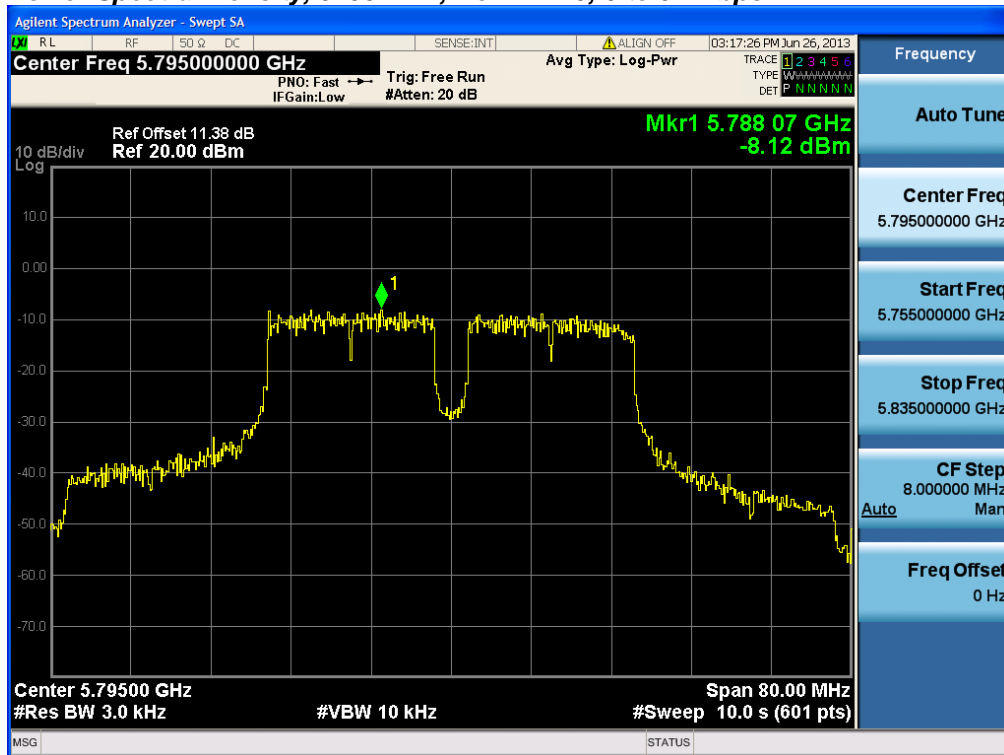 Agilent Spectrum Analyzer - Swept SA
LXI RL RF 50 Ω DC SENSE:INT ALIGN OFF 03:17:26 PM Jun 26, 2013
Center Freq 5.795000000 GHz
PNO: Fast
IFGain:Low
Trig: Free Run
#Atten: 20 dB
Avg Type: Log-Pwr
TRACE 1 2 3 4 5 6
TYPE
DET P N N N N N
Ref Offset 11.38 dB
10 dB/div Ref 20.00 dBm
Log
Mkr1 5.788 07 GHz
-8.12 dBm
10.0
0.00
-10.0
-20.0
-30.0
-40.0
-50.0
-60.0
-70.0
1
Center 5.79500 GHz Span 80.00 MHz
#Res BW 3.0 kHz #VBW 10 kHz #Sweep 10.0 s (601 pts)
MSG STATUS
Frequency
Auto Tune
Center Freq
5.795000000 GHz
Start Freq
5.755000000 GHz
Stop Freq
5.835000000 GHz
CF Step
8.000000 MHz
Auto Man
Freq Offset
0 Hz